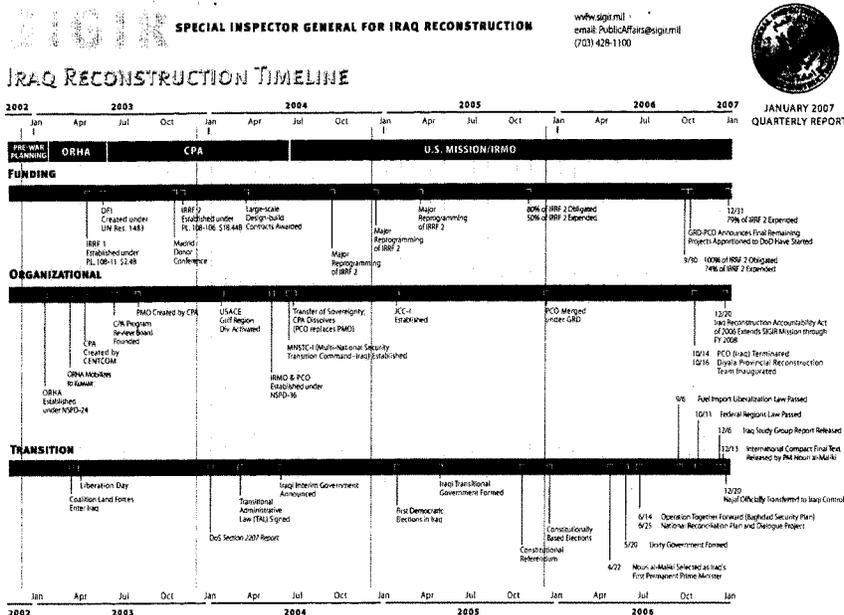 SIGIR SPECIAL INSPECTOR GENERAL FOR IRAQ RECONSTRUCTION
www.sigir.mil
email: PublicAffairs@sigir.mil
(703) 428-1100
IRAQ RECONSTRUCTION TIMELINE
JANUARY 2007
QUARTERLY REPORT
2002 2003 2004 2005 2006 2007
Jan Apr Jul Oct Jan Apr Jul Oct Jan Apr Jul Oct Jan Apr Jul Oct Jan
PRE-WAR
PLANNING
ORHA
CPA
U.S. MISSION/IRMO
FUNDING
DFI
Created under
UN Res. 1483
IRRF 1
Established under
P.L. 108-11 $2.4B
IRRF 2
Established under
P.L. 108-106 $18.44B
Madrid
Donor
Conference
Large-scale
Design-build
Contracts Awarded
Major
Reprogramming
of IRRF 2
Major
Reprogramming
of IRRF 2
Major
Reprogramming
of IRRF 2
80% of IRRF 2 Obligated
50% of IRRF 2 Expended
12/31
79% of IRRF 2 Expended
GRD-PCO Announces Final Remaining
Projects Apportioned to DoD Have Started
9/30 100% of IRRF 2 Obligated
74% of IRRF 2 Expended
ORGANIZATIONAL
PMO Created by CPA
CPA Program
Review Board
Founded
CPA
Created by
CENTCOM
ORHA Mobilizes
to Kuwait
ORHA
Established
under NSPD-24
USACE
Gulf Region
Div. Activated
Transfer of Sovereignty;
CPA Dissolves
(PCO replaces PMO)
MNSTC-I (Multi-National Security
Transition Command - Iraq) Established
IRMO & PCO
Established under
NSPD-36
JCC-I
Established
PCO Merged
under GRD
12/20
Iraq Reconstruction Accountability Act
of 2006 Extends SIGIR Mission through
FY 2008
10/14 PCO (Iraq) Terminated
10/16 Diyala Provincial Reconstruction
Team Inaugurated
9/6 Fuel Import Liberalization Law Passed
10/11 Federal Regions Law Passed
12/6 Iraq Study Group Report Released
12/13 International Compact Final Text
Released by PM Nouri al-Maliki
TRANSITION
Liberation Day
Coalition Land Forces
Enter Iraq
Iraq Interim Government
Announced
Transitional
Administrative
Law (TAL) Signed
DoS Section 2207 Report
Iraqi Transitional
Government Formed
First Democratic
Elections in Iraq
Constitutionally
Based Elections
Constitutional
Referendum
12/20
Najaf Officially Transferred to Iraqi Control
6/14 Operation Together Forward (Baghdad Security Plan)
6/25 National Reconciliation Plan and Dialogue Project
5/20 Unity Government Formed
4/22 Nouri al-Maliki Selected as Iraq's
First Permanent Prime Minister
Jan Apr Jul Oct Jan Apr Jul Oct Jan Apr Jul Oct Jan Apr Jul Oct Jan
2002 2003 2004 2005 2006